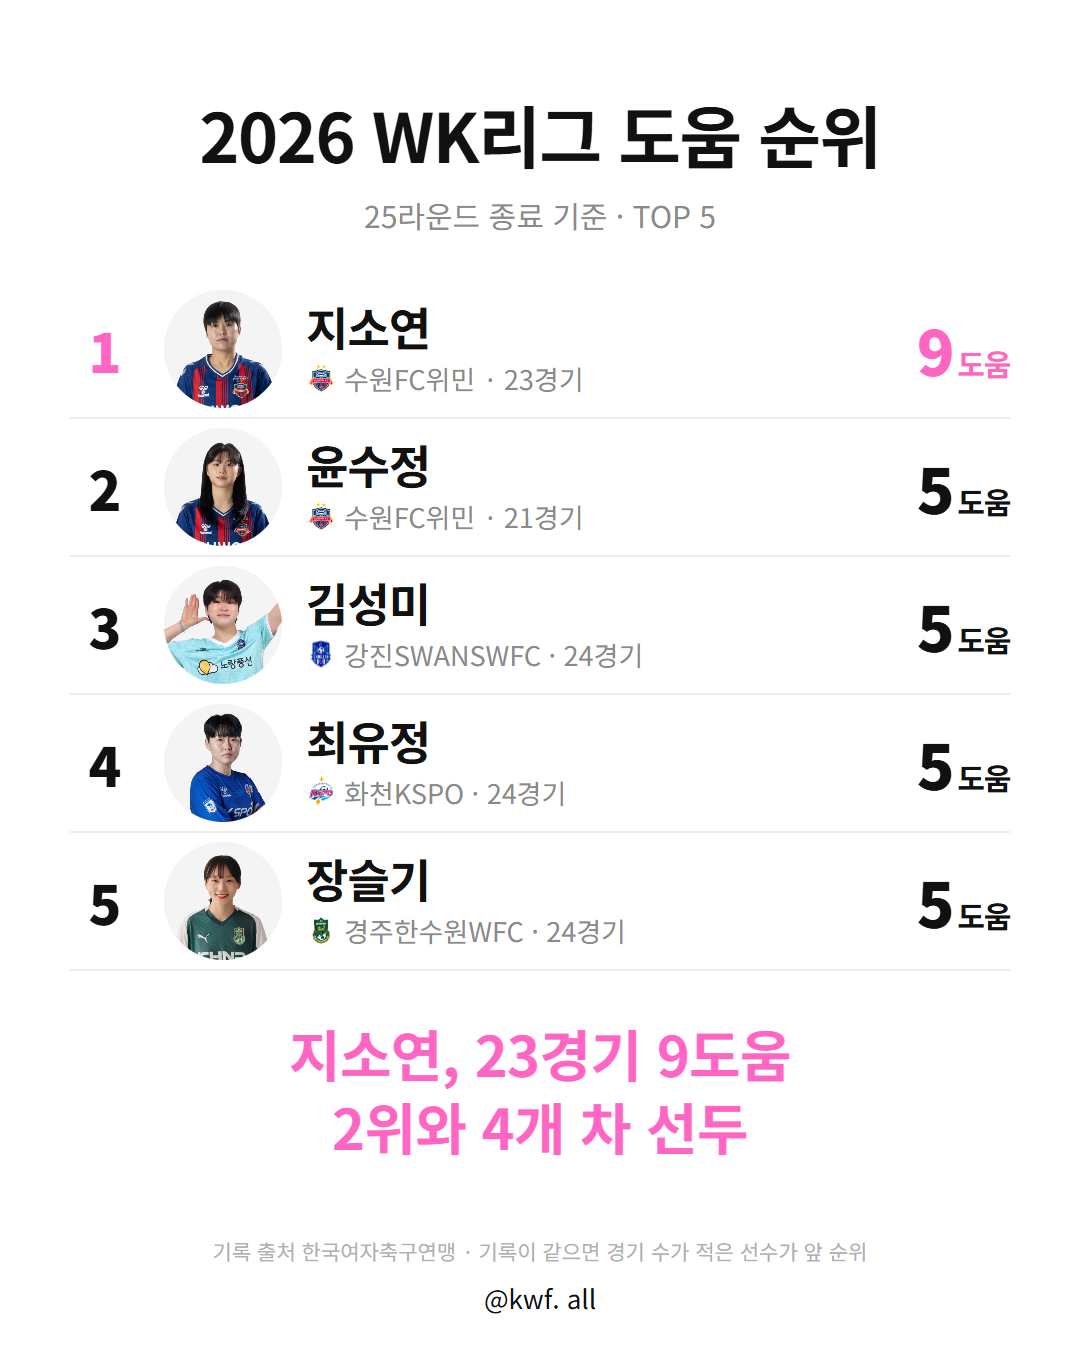 2026 WK리그 도움 순위
25라운드 종료 기준 · TOP 5
1
지소연
수원FC위민 · 23경기
9도움
2
윤수정
수원FC위민 · 21경기
5도움
3
노랑풍선
김성미
강진SWANSWFC · 24경기
5도움
4
최유정
화천KSPO · 24경기
5도움
5
장슬기
경주한수원WFC · 24경기
5도움
지소연, 23경기 9도움
2위와 4개 차 선두
기록 출처 한국여자축구연맹 · 기록이 같으면 경기 수가 적은 선수가 앞 순위
@kwf. all